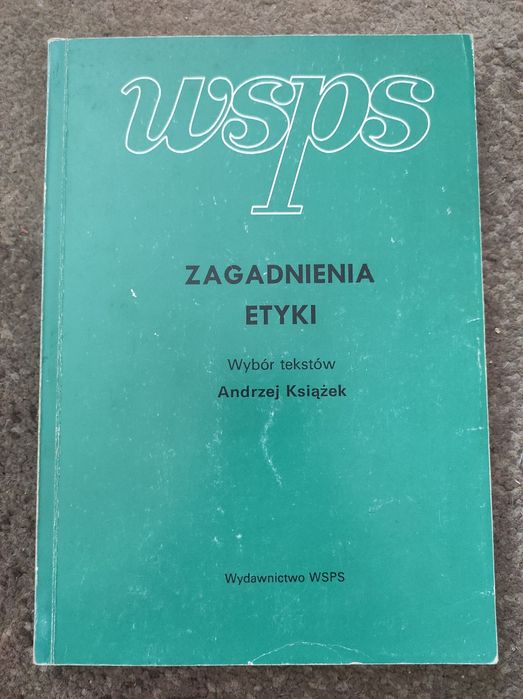 wsps
ZAGADNIENIA
ETYKI
Wybór tekstów
Andrzej Książek
Wydawnictwo WSPS